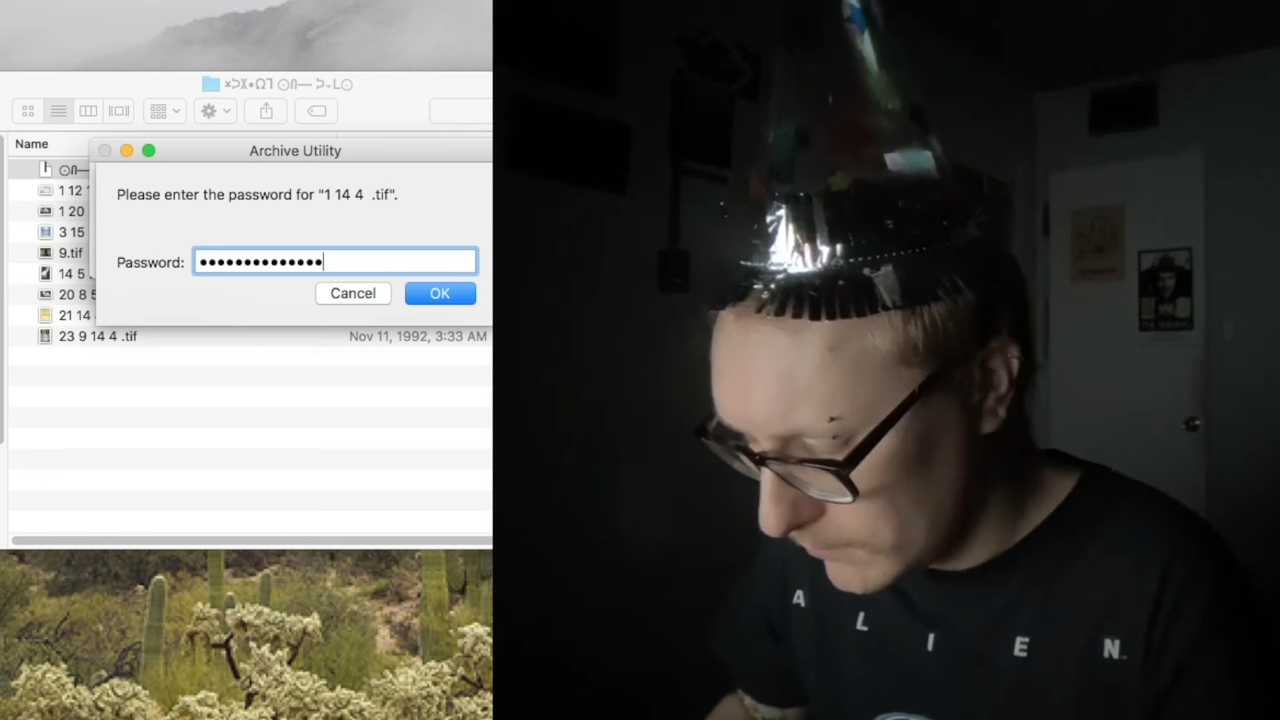 Name
Archive Utility
Please enter the password for "1 14 4 .tif".
1 12
1 20
3 15
9.tif
Password: ••••••••••••••
14 5
20 8 5
Cancel
OK
21 14
23 9 14 4 .tif
Nov 11, 1992, 3:33 AM
A L I E N